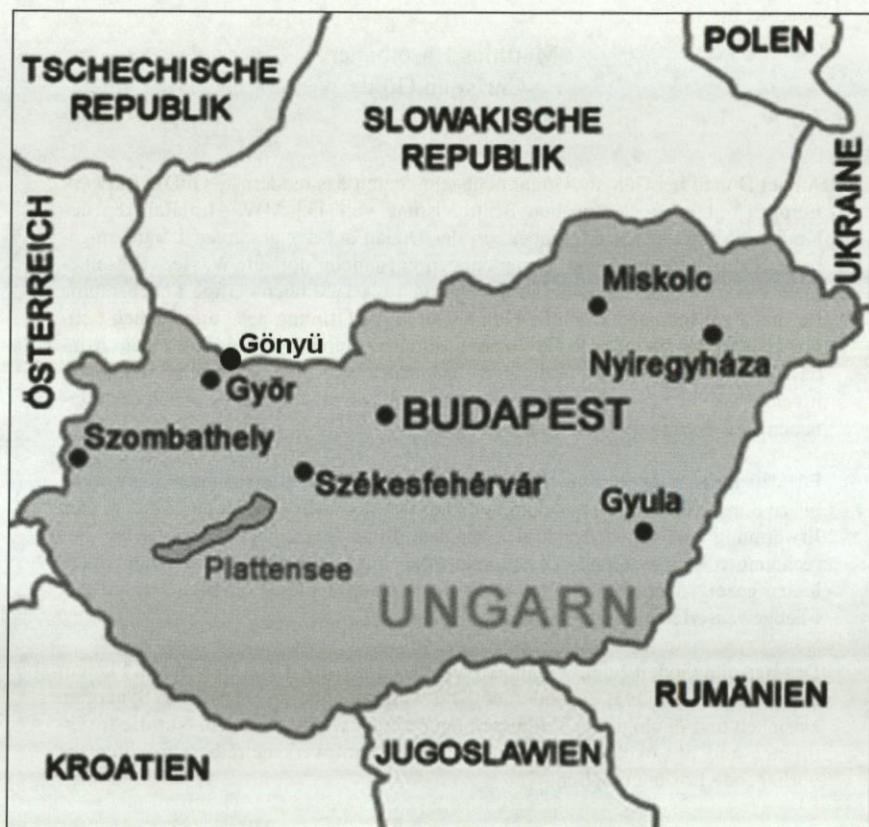 POLEN
TSCHECHISCHE
REPUBLIK
SLOWAKISCHE
REPUBLIK
UKRAINE
ÖSTERREICH
Miskolc
Gönyü
Nyiregyháza
Györ
BUDAPEST
Szombathely
Székesfehérvár
Gyula
Plattensee
UNGARN
RUMÄNIEN
JUGOSLAWIEN
KROATIEN